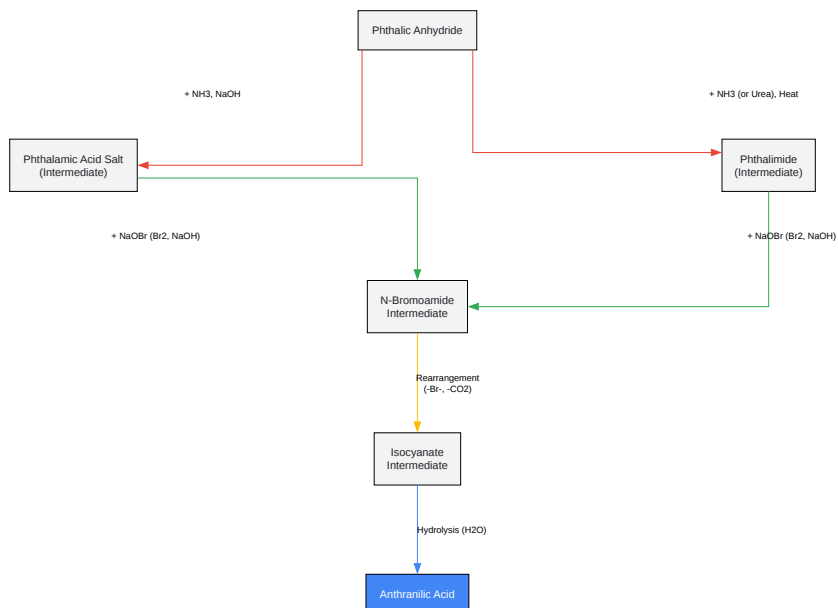 Phthalic Anhydride
+ NH3, NaOH
+ NH3 (or Urea), Heat
Phthalamic Acid Salt
(Intermediate)
Phthalimide
(Intermediate)
+ NaOBr (Br2, NaOH)
+ NaOBr (Br2, NaOH)
N-Bromoamide
Intermediate
Rearrangement
(-Br-, -CO2)
Isocyanate
Intermediate
Hydrolysis (H2O)
Anthranilic Acid